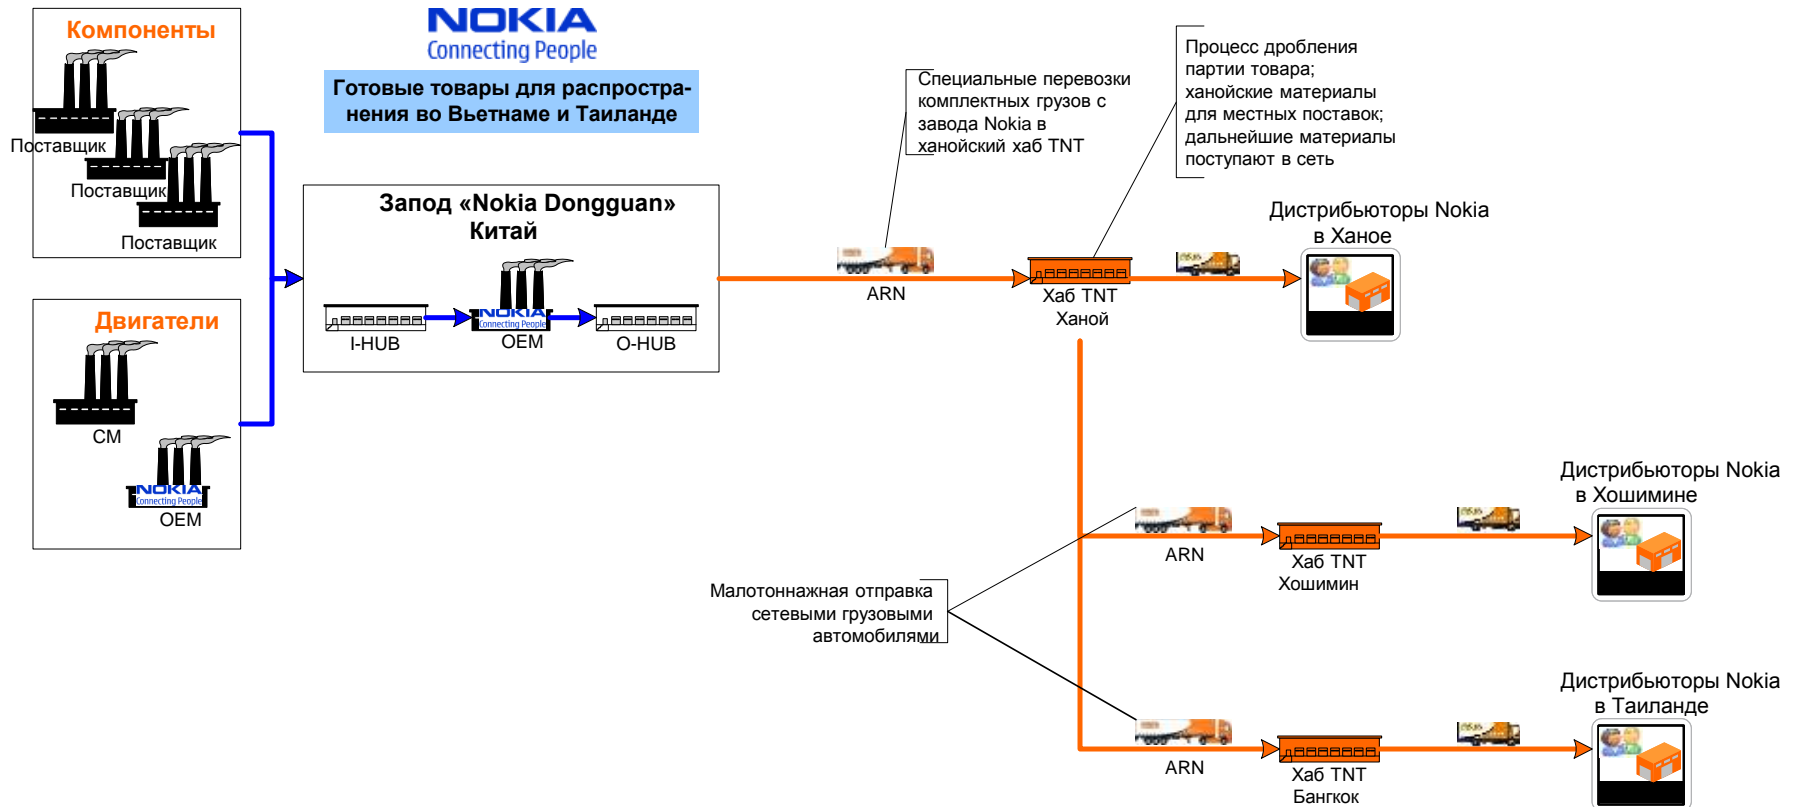 Компоненты
Поставщик
Поставщик
Поставщик
Двигатели
CM
NOKIA
Connecting People
OEM
NOKIA
Connecting People
Готовые товары для распростра-
нения во Вьетнаме и Таиланде
Запод «Nokia Dongguan»
Китай
I-HUB
NOKIA
Connecting People
OEM
O-HUB
Специальные перевозки
комплектных грузов с
завода Nokia в
ханойский хаб TNT
ARN
Процесс дробления
партии товара;
ханойские материалы
для местных поставок;
дальнейшие материалы
поступают в сеть
Хаб TNT
Ханой
Дистрибьюторы Nokia
в Ханое
Малотоннажная отправка
сетевыми грузовыми
автомобилями
ARN
Хаб TNT
Хошимин
Дистрибьюторы Nokia
в Хошимине
ARN
Хаб TNT
Бангкок
Дистрибьюторы Nokia
в Таиланде